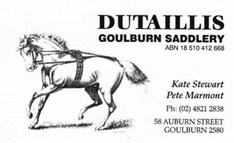 DUTAILLIS
GOULBURN SADDLERY
ABN 18 510 412 668
Kate Stewart
Pete Marmont
Ph: (02) 4821 2838
58 AUBURN STREET
GOULBURN 2580